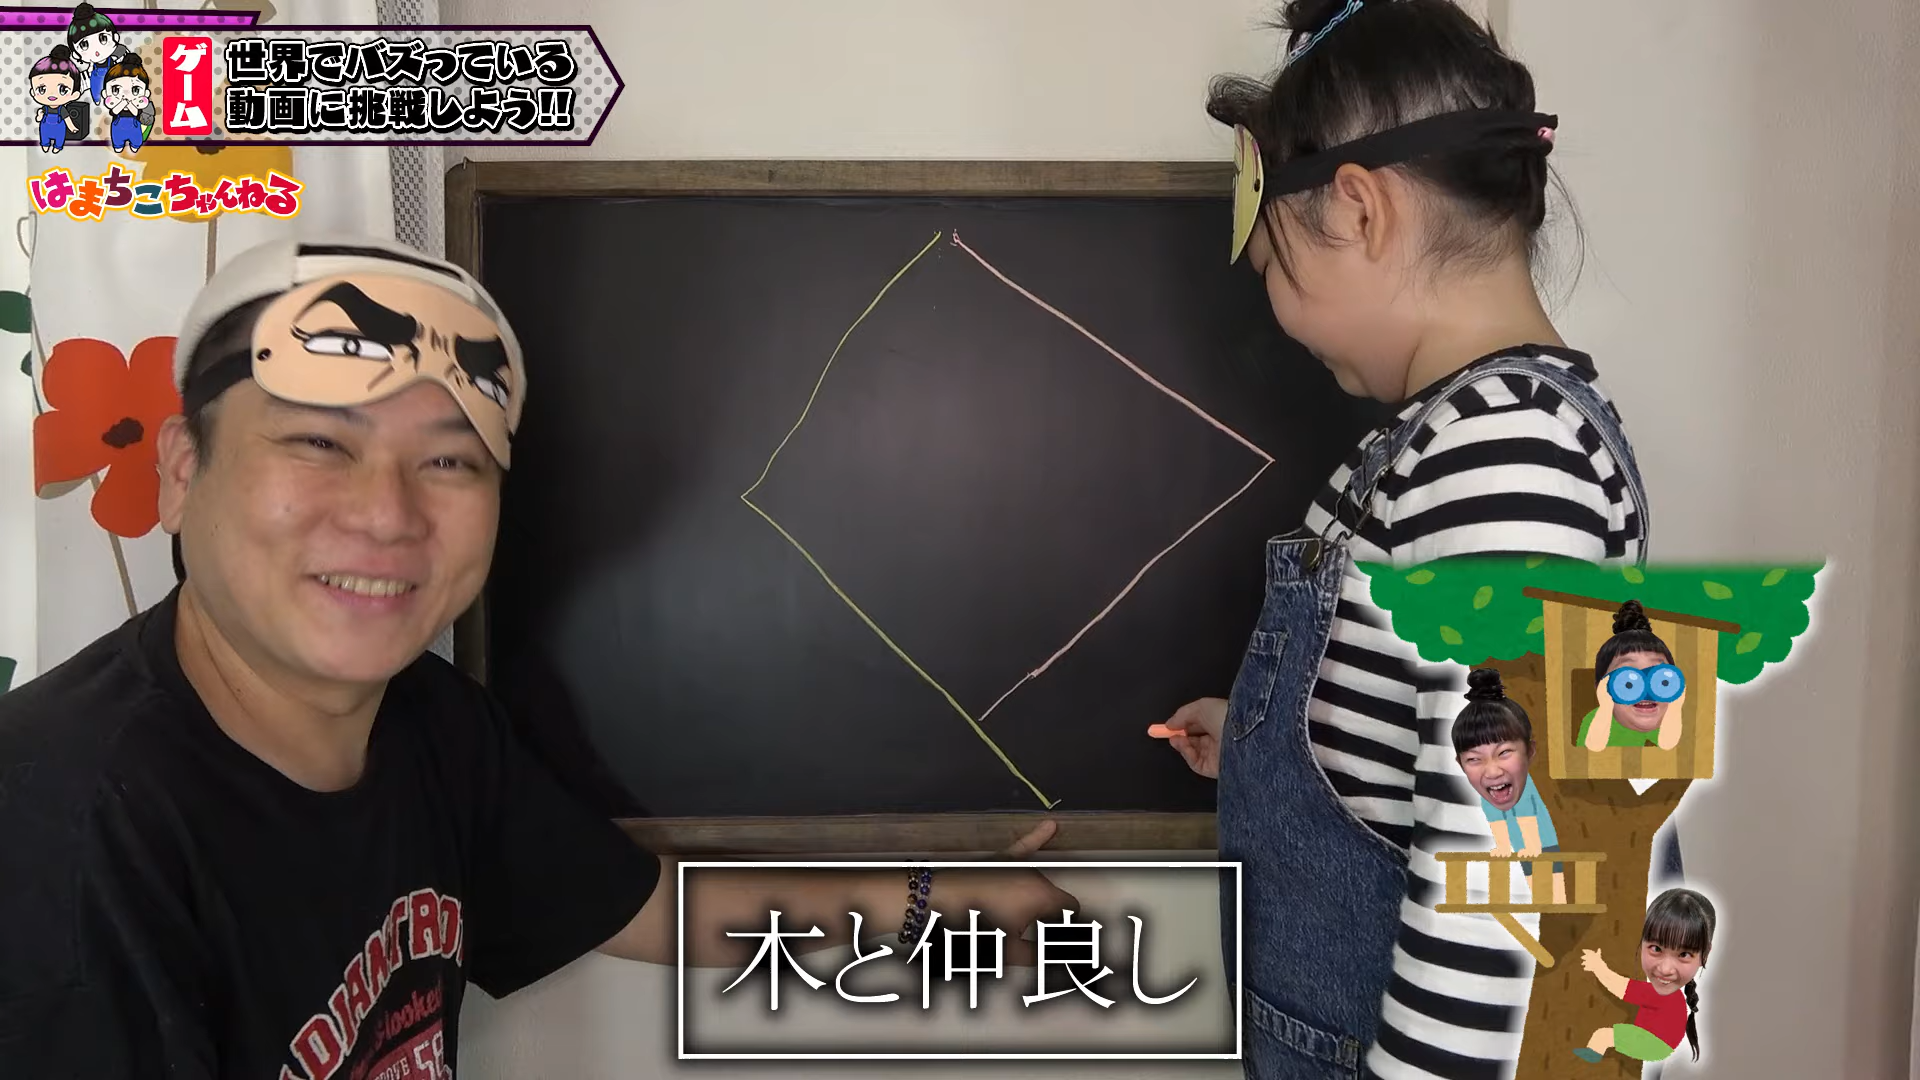 ゲーム
世界でバズっている
動画に挑戦しよう!!
はまちこちゃんねる
木と仲良し